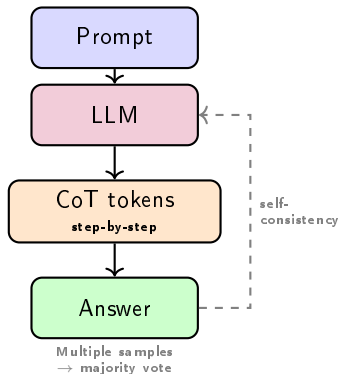 Prompt
LLM
CoT tokens
step-by-step
self-
consistency
Answer
Multiple samples
→ majority vote